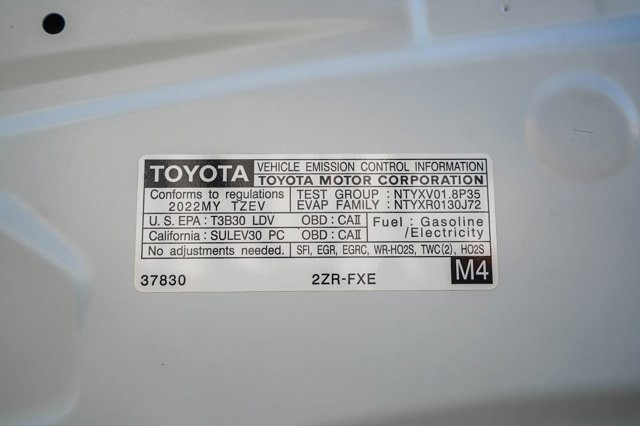 TOYOTA VEHICLE EMISSION CONTROL INFORMATION
TOYOTA MOTOR CORPORATION
Conforms to regulations TEST GROUP : NTYXV01.8P35
2022MY TZEV EVAP FAMILY : NTYXR0130J72
U.S. EPA : T3B30 LDV OBD : CAⅡ Fuel : Gasoline
California : SULEV30 PC OBD : CAⅡ /Electricity
No adjustments needed. SFI, EGR, EGRC, WR-HO2S, TWC(2), HO2S
37830 2ZR-FXE M4